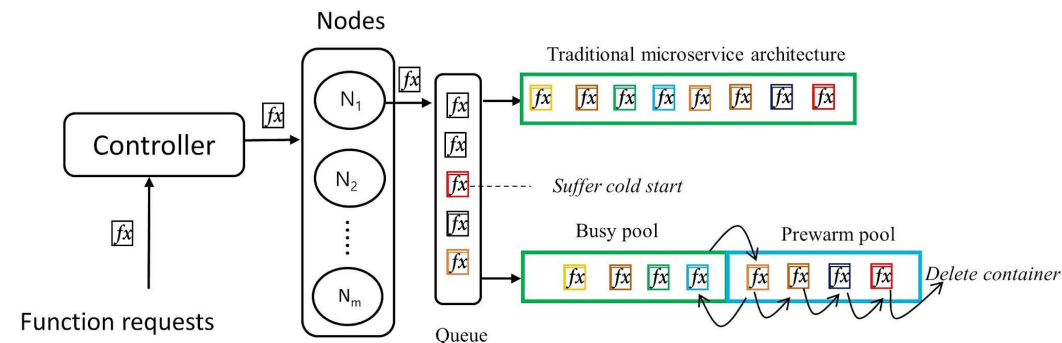 Nodes
Traditional microservice architecture
fx
fx fx fx fx fx fx fx fx
N1
fx
fx
Controller
fx
N2
fx
Suffer cold start
fx
fx
Busy pool
Prewarm pool
fx
fx fx fx fx
fx fx fx fx
Delete container
Nm
Function requests
Queue